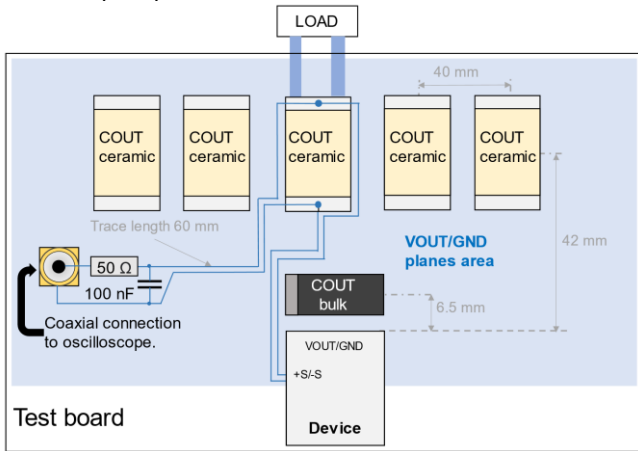 LOAD
40 mm
COUT
ceramic
COUT
ceramic
COUT
ceramic
COUT
ceramic
COUT
ceramic
Trace length 60 mm
VOUT/GND
planes area
42 mm
50 Ω
100 nF
COUT
bulk
6.5 mm
Coaxial connection
to oscilloscope.
VOUT/GND
+S/-S
Device
Test board